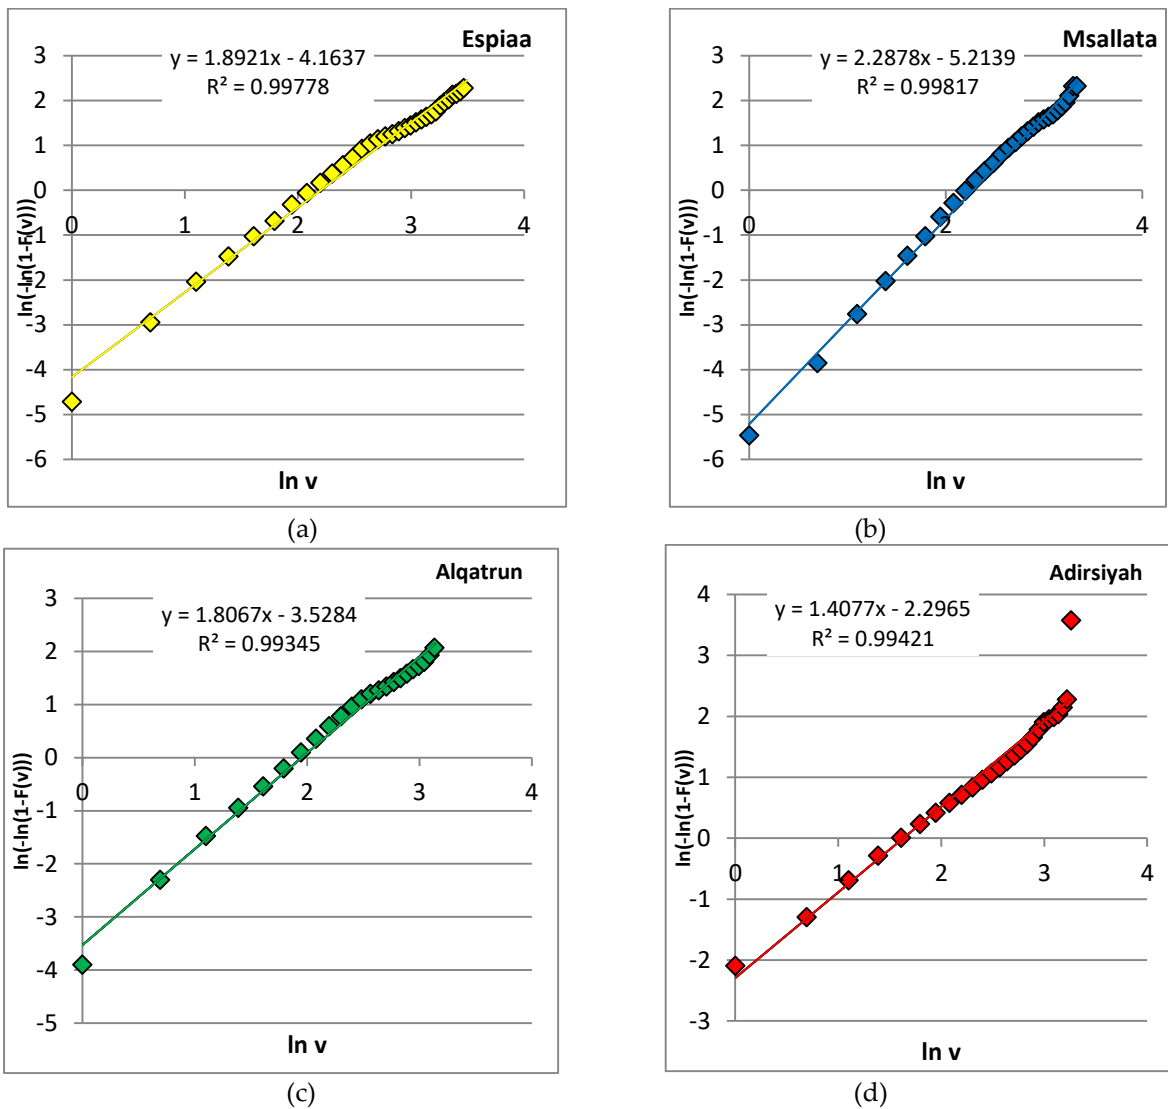 Espiaa
y = 1.8921x - 4.1637
R² = 0.99778
3
2
1
0
-1
-2
-3
-4
-5
-6
0
1
2
3
4
ln(-ln(1-F(v)))
ln v
(a)
Msallata
y = 2.2878x - 5.2139
R² = 0.99817
3
2
1
0
-1
-2
-3
-4
-5
-6
0
2
4
ln(-ln(1-F(v)))
ln v
(b)
Alqatrun
y = 1.8067x - 3.5284
R² = 0.99345
3
2
1
0
-1
-2
-3
-4
-5
0
1
2
3
4
ln(-ln(1-F(v)))
ln v
(c)
Adirsiyah
y = 1.4077x - 2.2965
R² = 0.99421
4
3
2
1
0
-1
-2
-3
0
1
2
3
4
ln(-ln(1-F(v)))
ln v
(d)